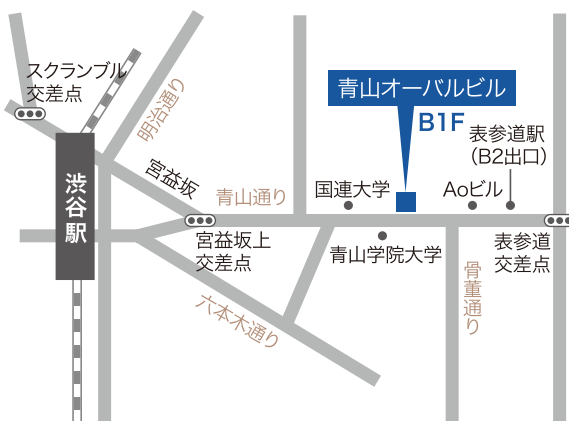 スクランブル
交差点
明治通り
渋谷駅
宮益坂
青山通り
宮益坂上
交差点
六本木通り
青山オーバルビル
B1F
国連大学
青山学院大学
Aoビル
表参道駅
（B2出口）
表参道
交差点
骨董通り